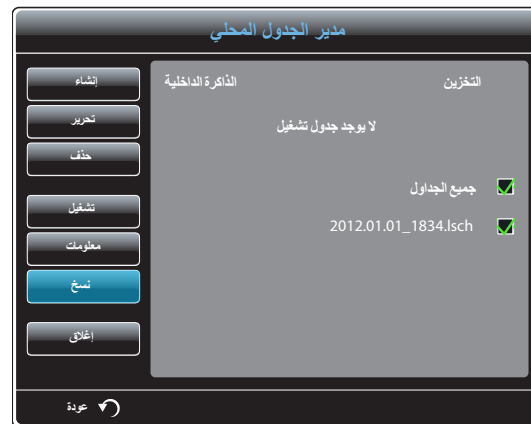 مدير الجدول المحلي
التخزين الذاكرة الداخلية
لا يوجد جدول تشغيل
جميع الجداول
2012.01.01_1834.lsch
إنشاء
تحرير
حذف
تشغيل
معلومات
نسخ
إغلاق
عودة